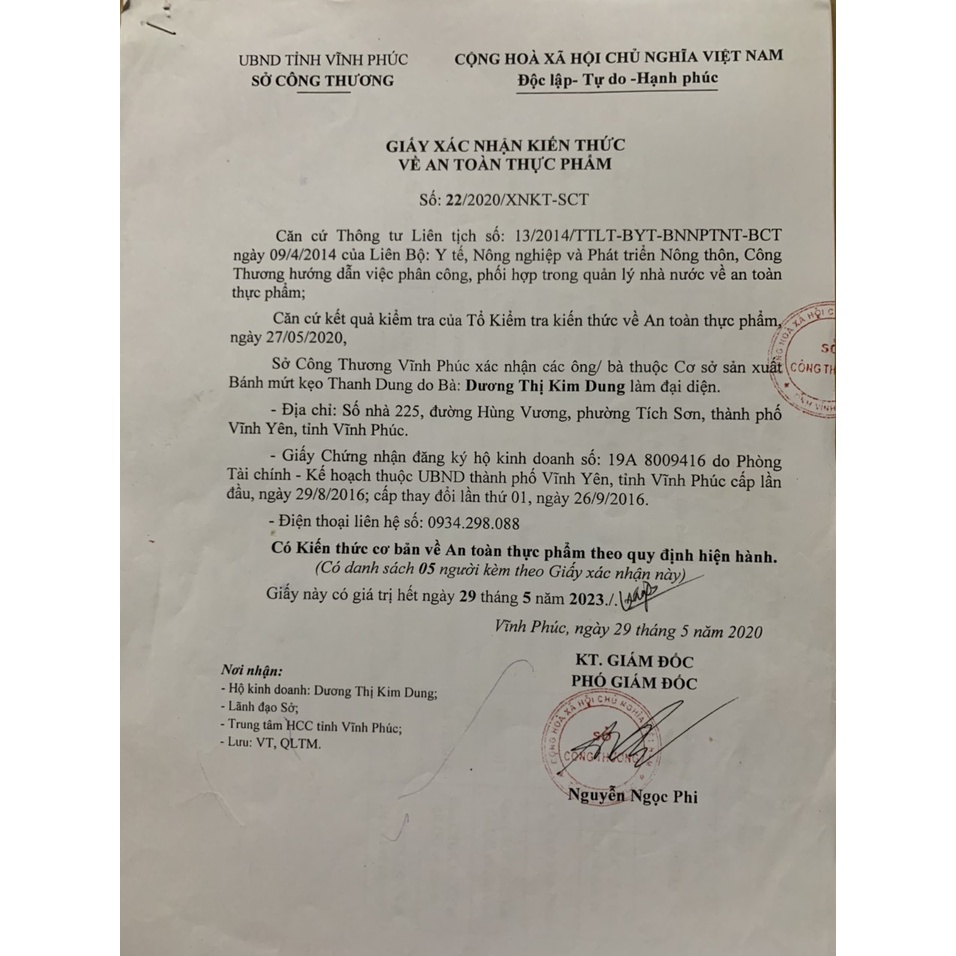 UBND TỈNH VĨNH PHÚC
SỞ CÔNG THƯƠNG
CỘNG HOÀ XÃ HỘI CHỦ NGHĨA VIỆT NAM
Độc lập- Tự do -Hạnh phúc
GIẤY XÁC NHẬN KIẾN THỨC
VỀ AN TOÀN THỰC PHẨM
Số: 22/2020/XNKT-SCT
Căn cứ Thông tư Liên tịch số: 13/2014/TTLT-BYT-BNNPTNT-BCT
ngày 09/4/2014 của Liên Bộ: Y tế, Nông nghiệp và Phát triển Nông thôn, Công
Thương hướng dẫn việc phân công, phối hợp trong quản lý nhà nước về an toàn
thực phẩm;
Căn cứ kết quả kiểm tra của Tổ Kiểm tra kiến thức về An toàn thực phẩm,
ngày 27/05/2020,
Sở Công Thương Vĩnh Phúc xác nhận các ông/ bà thuộc Cơ sở sản xuất
Bánh mứt kẹo Thanh Dung do Bà: Dương Thị Kim Dung làm đại diện.
- Địa chỉ: Số nhà 225, đường Hùng Vương, phường Tích Sơn, thành phố
Vĩnh Yên, tỉnh Vĩnh Phúc.
- Giấy Chứng nhận đăng ký hộ kinh doanh số: 19A 8009416 do Phòng
Tài chính - Kế hoạch thuộc UBND thành phố Vĩnh Yên, tỉnh Vĩnh Phúc cấp lần
đầu, ngày 29/8/2016; cấp thay đổi lần thứ 01, ngày 26/9/2016.
- Điện thoại liên hệ số: 0934.298.088
Có Kiến thức cơ bản về An toàn thực phẩm theo quy định hiện hành.
(Có danh sách 05 người kèm theo Giấy xác nhận này)
Giấy này có giá trị hết ngày 29 tháng 5 năm 2023./.
Vĩnh Phúc, ngày 29 tháng 5 năm 2020
KT. GIÁM ĐỐC
PHÓ GIÁM ĐỐC
SỞ
CÔNG THƯƠNG
Nguyễn Ngọc Phi
Nơi nhận:
- Hộ kinh doanh: Dương Thị Kim Dung;
- Lãnh đạo Sở;
- Trung tâm HCC tỉnh Vĩnh Phúc;
- Lưu: VT, QLTM.